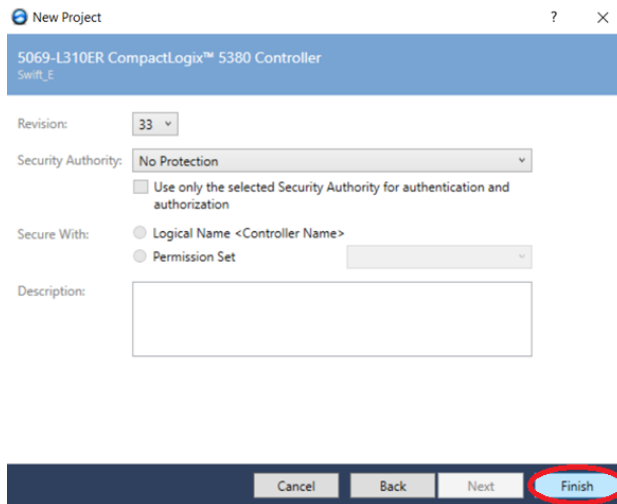 New Project
?
5069-L310ER CompactLogix™ 5380 Controller
Swift_E
Revision:
33
Security Authority:
No Protection
Use only the selected Security Authority for authentication and
authorization
Secure With:
Logical Name <Controller Name>
Permission Set
Description:
Cancel
Back
Next
Finish